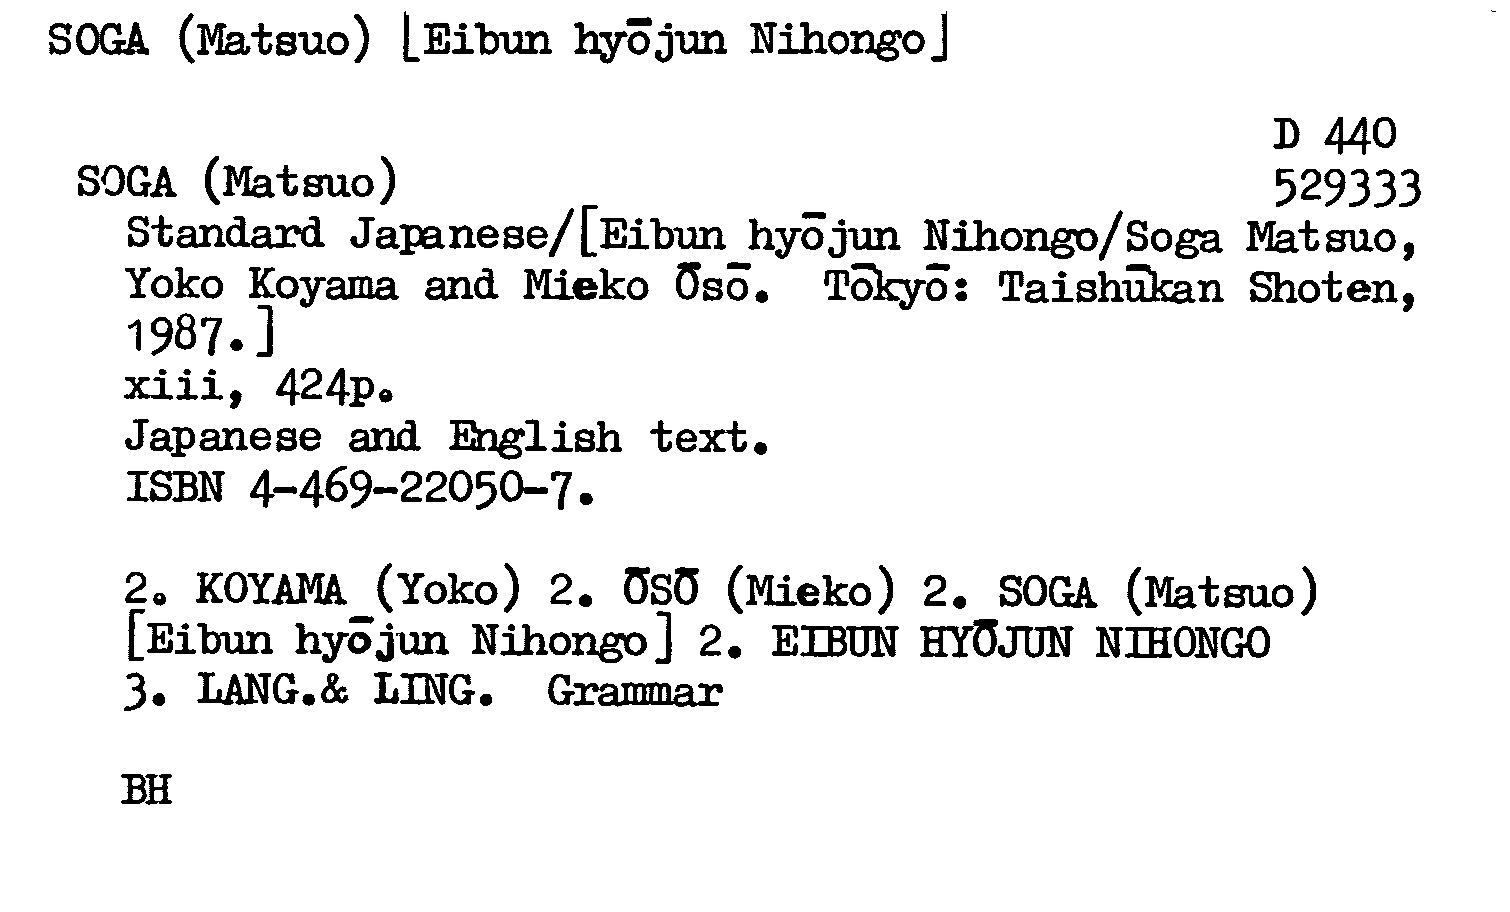 SOGA (Matsuo) [Eibun hyōjun Nihongo]
D 440
SOGA (Matsuo)
529333
Standard Japanese/[Eibun hyōjun Nihongo/Soga Matsuo,
Yoko Koyama and Mieko Ōsō. Tōkyō: Taishūkan Shoten,
1987.]
xiii, 424p.
Japanese and English text.
ISBN 4-469-22050-7.
2. KOYAMA (Yoko) 2. ŌSŌ (Mieko) 2. SOGA (Matsuo)
[Eibun hyōjun Nihongo] 2. EIBUN HYŌJUN NIHONGO
3. LANG.& LING. Grammar
BH